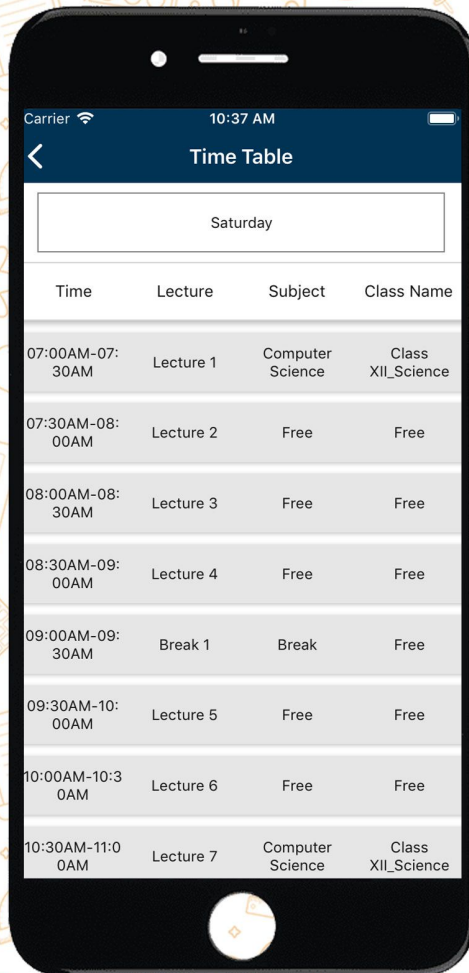 Carrier 10:37 AM
Time Table
Saturday
Time Lecture Subject Class Name
07:00AM-07:
30AM
Lecture 1
Computer
Science
Class
XII_Science
07:30AM-08:
00AM
Lecture 2
Free
Free
08:00AM-08:
30AM
Lecture 3
Free
Free
08:30AM-09:
00AM
Lecture 4
Free
Free
09:00AM-09:
30AM
Break 1
Break
Free
09:30AM-10:
00AM
Lecture 5
Free
Free
10:00AM-10:3
0AM
Lecture 6
Free
Free
10:30AM-11:0
0AM
Lecture 7
Computer
Science
Class
XII_Science